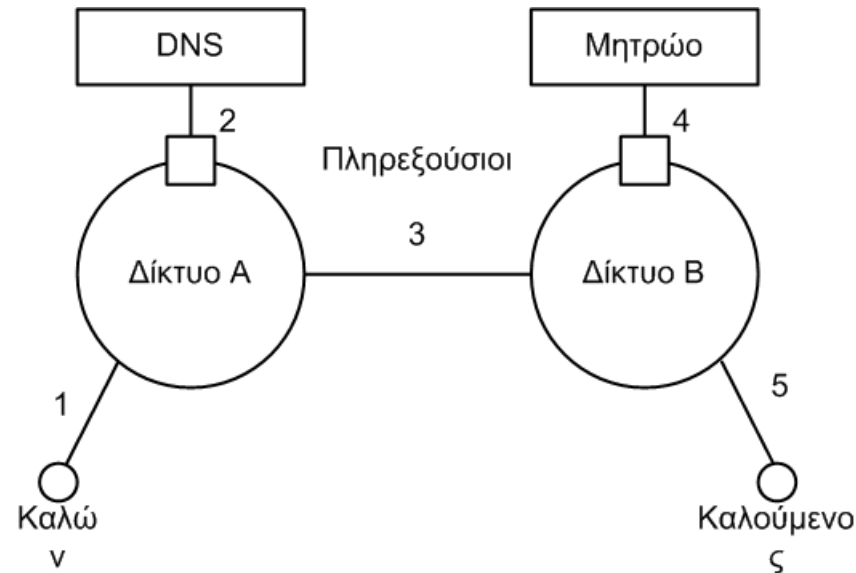 DNS
Μητρώο
2
4
Πληρεξούσιοι
3
Δίκτυο Α
Δίκτυο Β
1
5
Καλώ
ν
Καλούμενο
ς